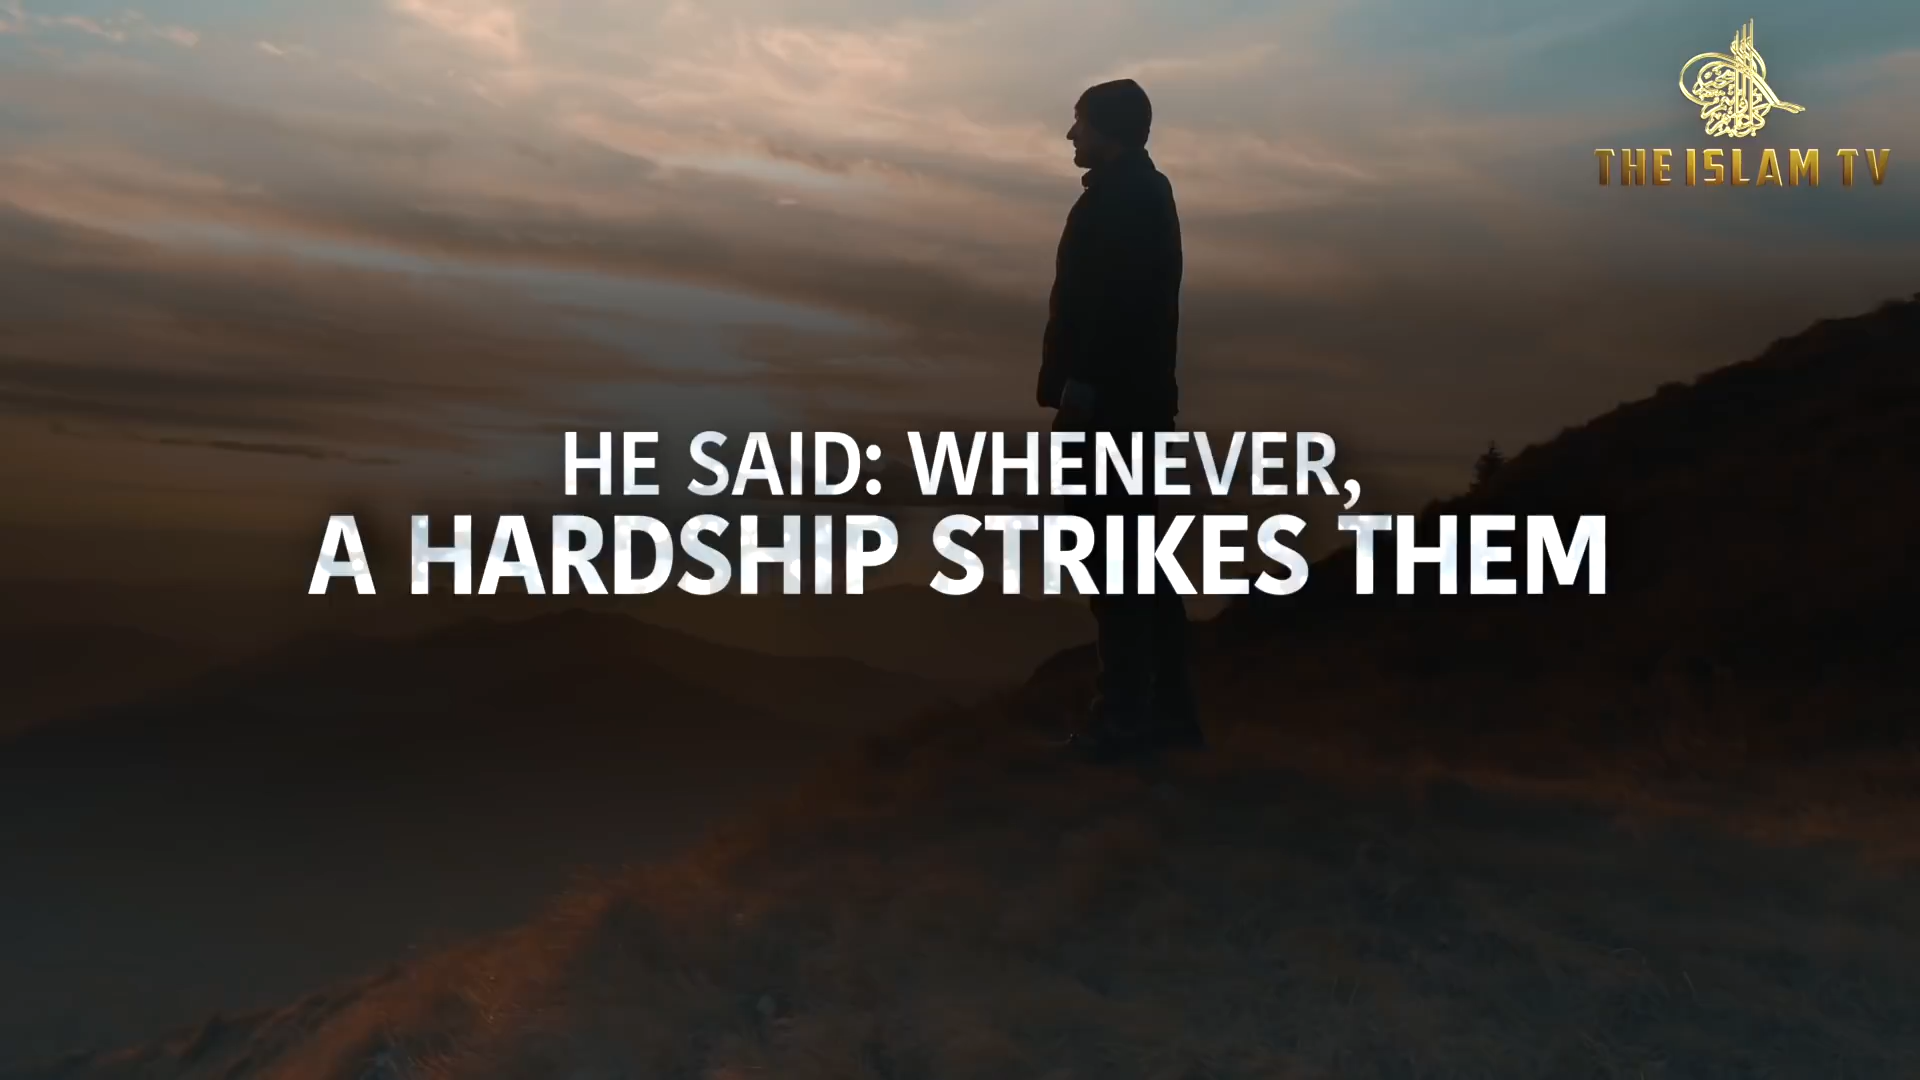 THE ISLAM TV
HE SAID: WHENEVER,
A HARDSHIP STRIKES THEM